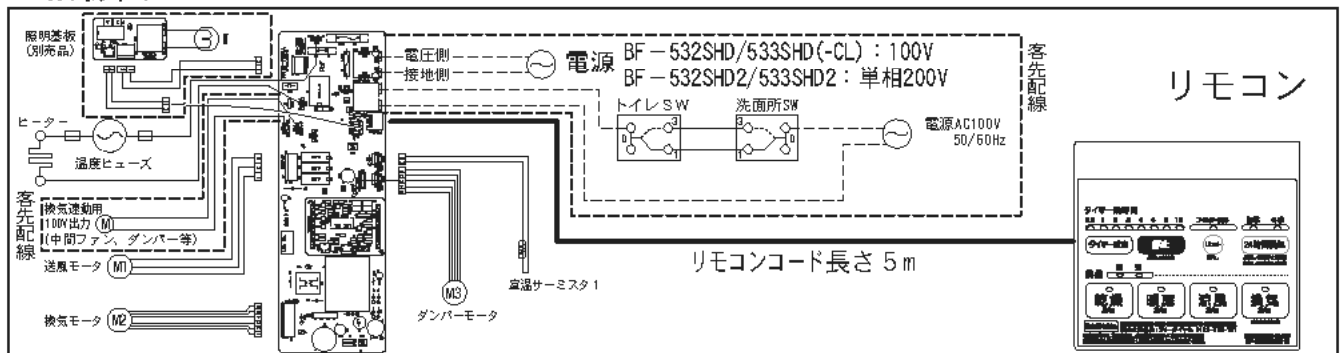 照明基板
(別売品)
電圧側
接地側
電源
BF－532SHD/533SHD(-CL)：100V
BF－532SHD2/533SHD2：単相200V
客先配線
リモコン
トイレSW
洗面所SW
3
1
3
1
電源AC100V
50/60Hz
ヒーター
温度ヒューズ
客先配線
換気連動用
100V出力
M
(中間ファン、ダンパー等)
送風モータ
M1
換気モータ
M2
M3
ダンパーモータ
室温サーミスタ1
リモコンコード長さ5m
乾燥
暖房
涼風
換気